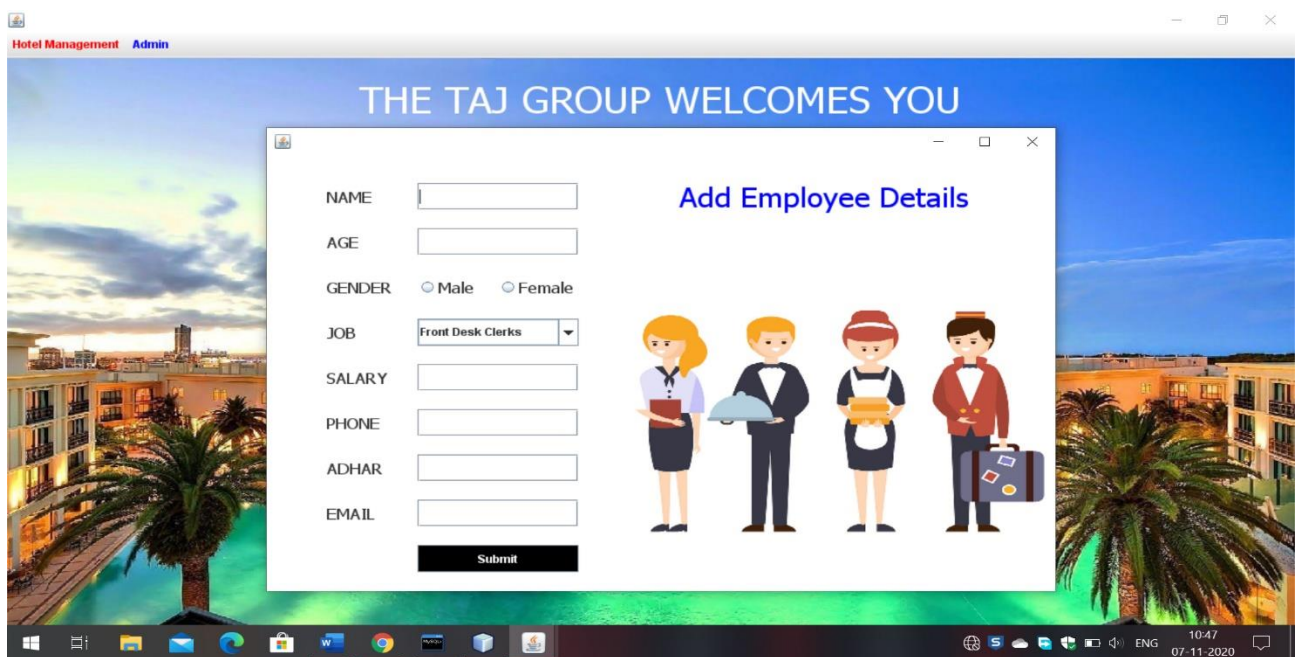 Hotel Management Admin
THE TAJ GROUP WELCOMES YOU
Add Employee Details
NAME
AGE
GENDER Male Female
JOB Front Desk Clerks
SALARY
PHONE
ADHAR
EMAIL
Submit
ENG
10:47
07-11-2020